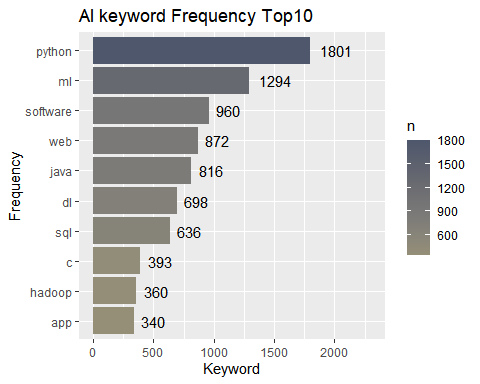 AI keyword Frequency Top10
Frequency
python 1801
ml 1294
software 960
web 872
java 816
dl 698
sql 636
c 393
hadoop 360
app 340
0 500 1000 1500 2000
Keyword
n
1800
1500
1200
900
600